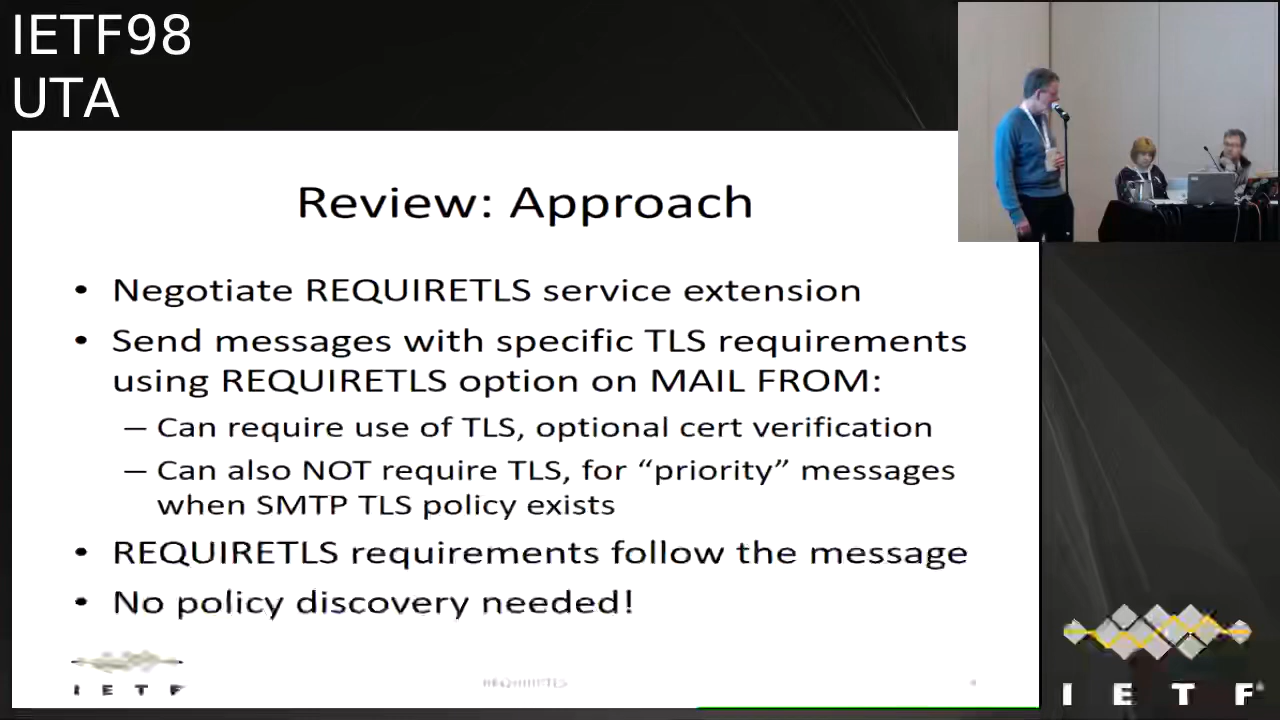 IETF98
UTA
Review: Approach
• Negotiate REQUIRETLS service extension
• Send messages with specific TLS requirements
using REQUIRETLS option on MAIL FROM:
– Can require use of TLS, optional cert verification
– Can also NOT require TLS, for “priority” messages
when SMTP TLS policy exists
• REQUIRETLS requirements follow the message
• No policy discovery needed!
I E T F
REQUIRETLS
I E T F